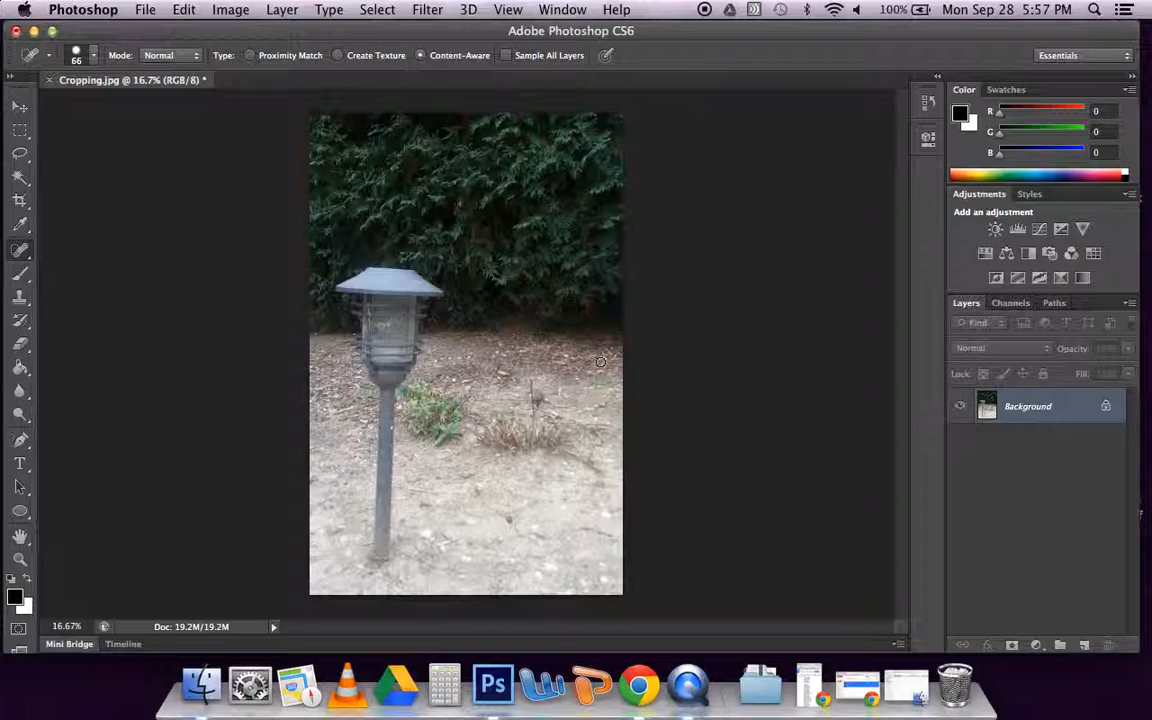 Photoshop File Edit Image Layer Type Select Filter 3D View Window Help 100% Mon Sep 28 5:57 PM
Adobe Photoshop CS6
66 Mode: Normal Type: Proximity Match Create Texture Content-Aware Sample All Layers Essentials
Cropping.jpg @ 16.7% (RGB/8) *
Color Swatches
R 0
G 0
B 0
Adjustments Styles
Add an adjustment
Layers Channels Paths
Kind
Normal Opacity:
Lock: Fill:
Background
16.67% Doc: 19.2M/19.2M
Mini Bridge Timeline
Ps